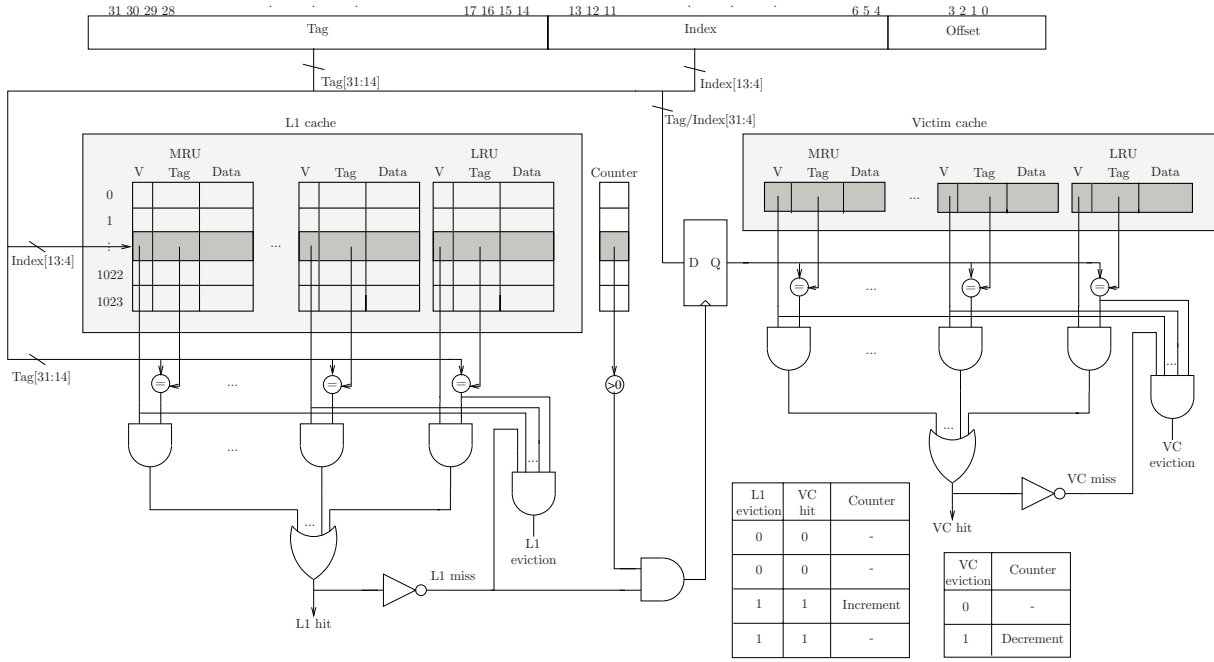 31 30 29 28 . . . 17 16 15 14 13 12 11 . . . 6 5 4 3 2 1 0
Tag Index Offset
Tag[31:14] Index[13:4]
Tag/Index[31:4]
L1 cache Victim cache
MRU LRU MRU LRU
V Tag Data V Tag Data V Tag Data Counter V Tag Data V Tag Data V Tag Data
0
1
⋮ ...
1022
1023
...
Index[13:4]
D Q
= ... = =
Tag[31:14]
= ... = = >0
...
...
...
...
VC
eviction
...
...
L1
eviction
...
VC miss
VC hit
L1 miss
L1 hit
L1 VC Counter
eviction hit
0 0 -
0 0 -
1 1 Increment
1 1 -
VC Counter
eviction
0 -
1 Decrement